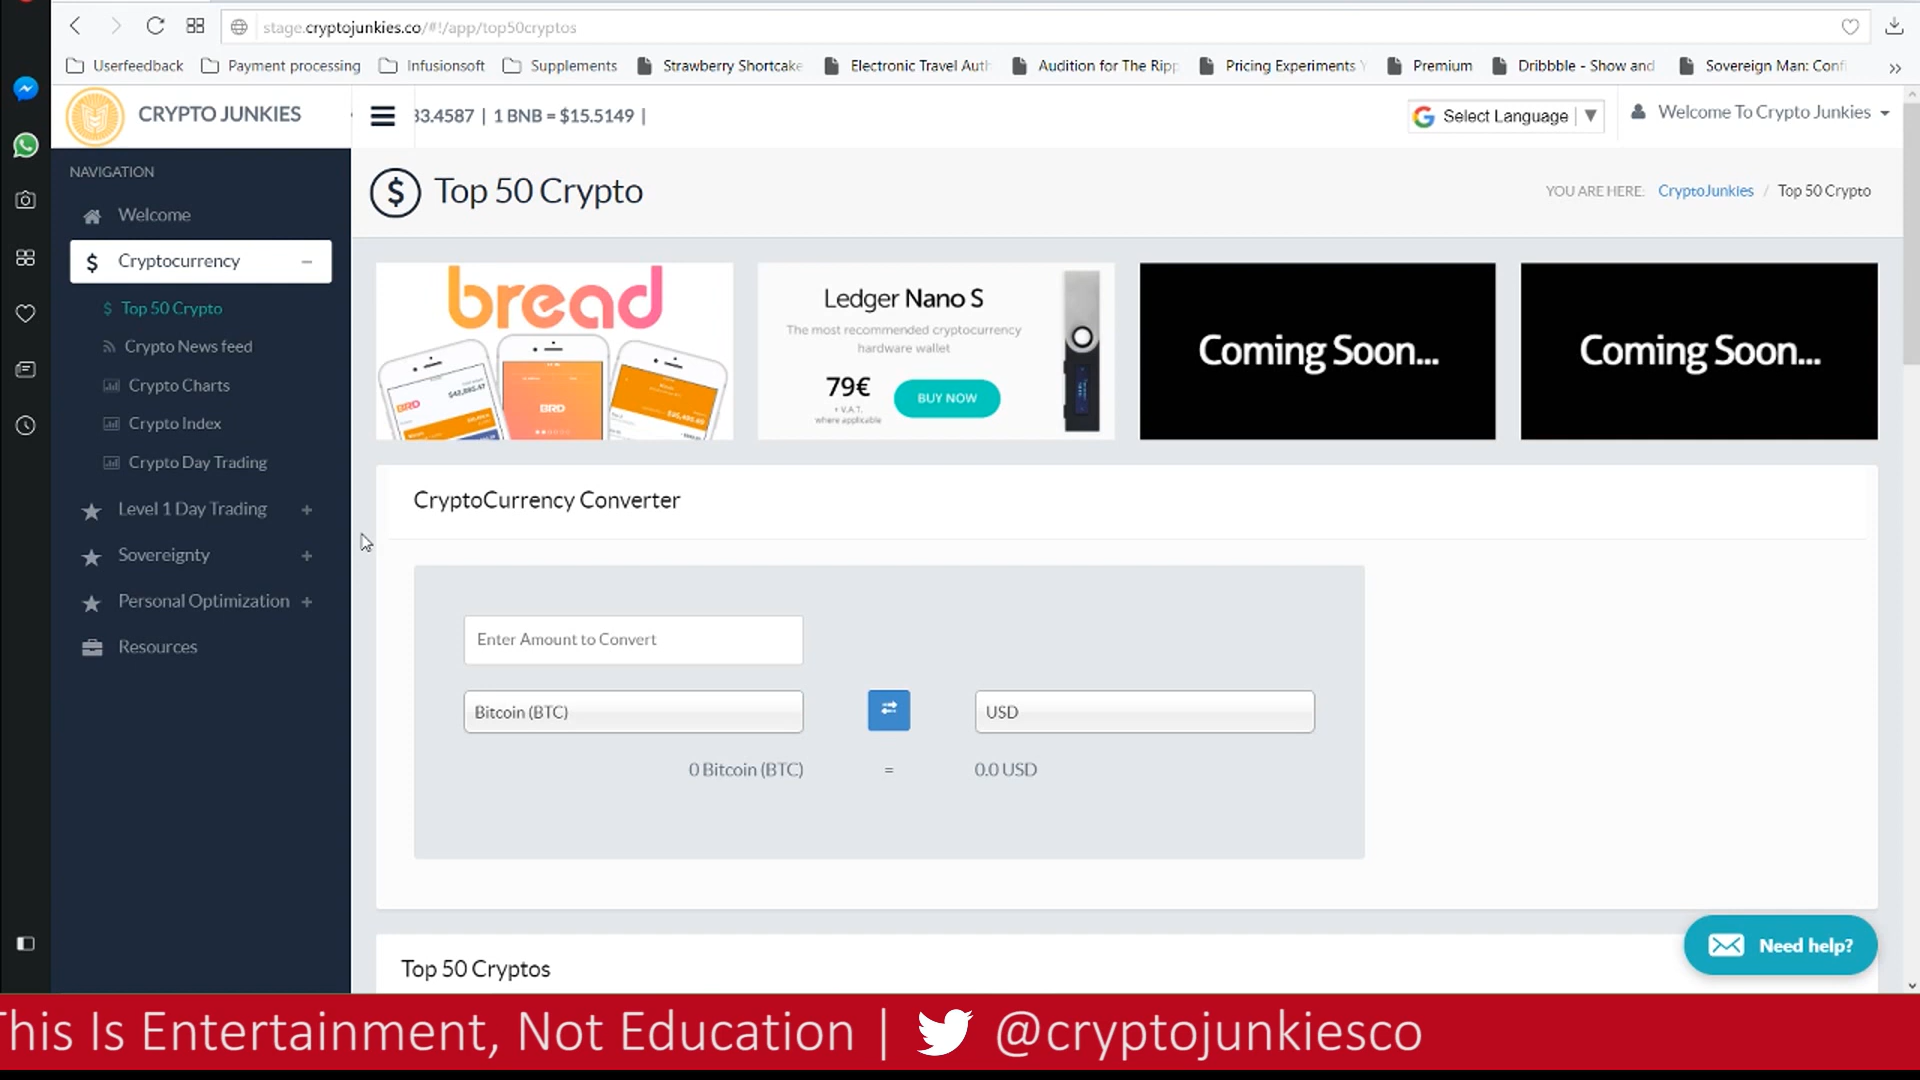 stage.cryptojunkies.co/#!/app/top50cryptos
Userfeedback
Payment processing
Infusionsoft
Supplements
Strawberry Shortcake
Electronic Travel Auth
Audition for The Ripp
Pricing Experiments Y
Premium
Dribbble - Show and
Sovereign Man: Confi
CRYPTO JUNKIES
33.4587 | 1 BNB = $15.5149 |
Select Language
Welcome To Crypto Junkies
NAVIGATION
Welcome
Cryptocurrency
Top 50 Crypto
Crypto News feed
Crypto Charts
Crypto Index
Crypto Day Trading
Level 1 Day Trading
Sovereignty
Personal Optimization
Resources
Top 50 Crypto
YOU ARE HERE: CryptoJunkies / Top 50 Crypto
bread
BRD
BRD
Ledger Nano S
The most recommended cryptocurrency
hardware wallet
79€
+ V.A.T.
where applicable
BUY NOW
Coming Soon...
Coming Soon...
CryptoCurrency Converter
Enter Amount to Convert
Bitcoin (BTC)
USD
0 Bitcoin (BTC) = 0.0 USD
Top 50 Cryptos
Need help?
This Is Entertainment, Not Education | @cryptojunkiesco